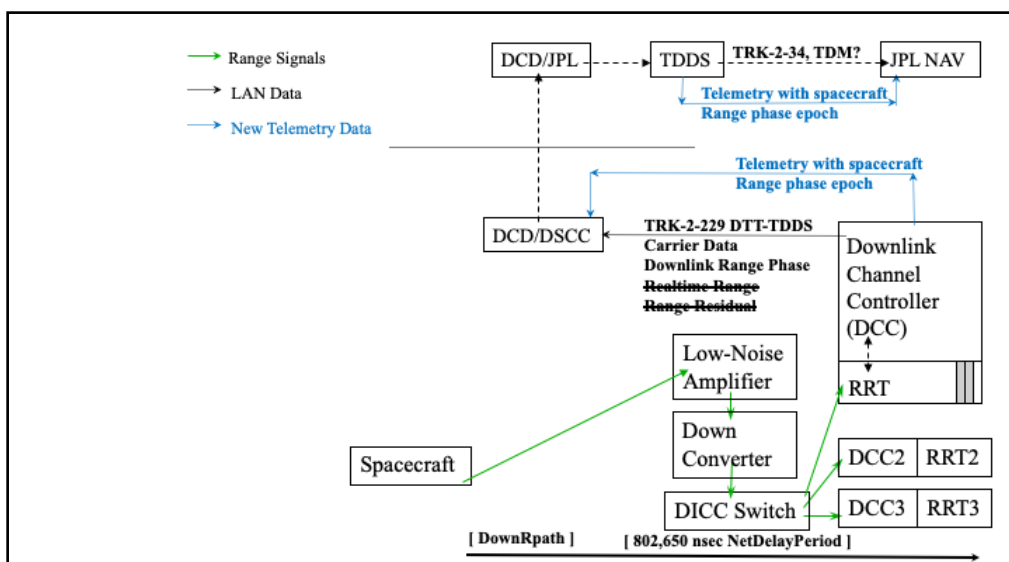 Range Signals
LAN Data
New Telemetry Data
DCD/JPL
TDDS
TRK-2-34, TDM?
JPL NAV
Telemetry with spacecraft
Range phase epoch
Telemetry with spacecraft
Range phase epoch
DCD/DSCC
TRK-2-229 DTT-TDDS
Carrier Data
Downlink Range Phase
Realtime Range
Range Residual
Downlink
Channel
Controller
(DCC)
RRT
Low-Noise
Amplifier
Down
Converter
Spacecraft
DICC Switch
DCC2
RRT2
DCC3
RRT3
[ DownRpath ]
[ 802,650 nsec NetDelayPeriod ]